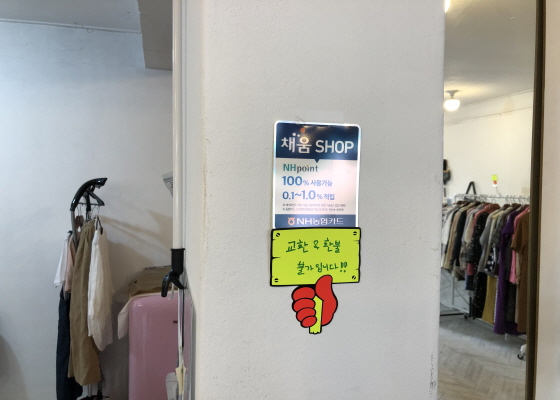 채움 SHOP
NHpoint
100% 사용가능
0.1~1.0% 적립
NH농협카드
교환 & 환불
불가입니다!!